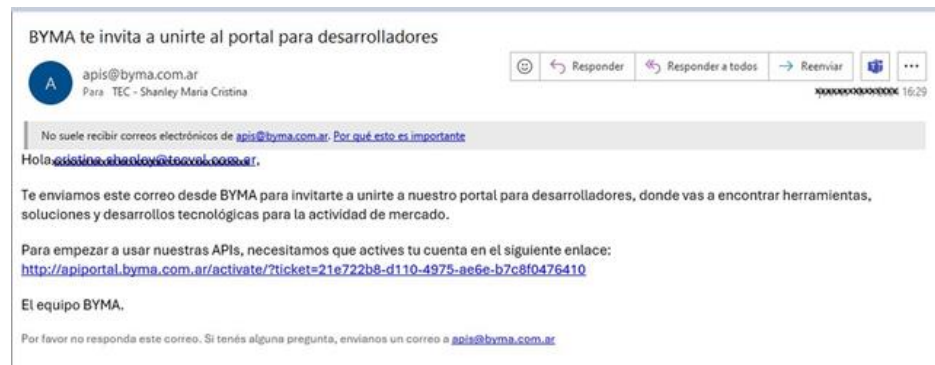 BYMA te invita a unirte al portal para desarrolladores
A
apis@byma.com.ar
Para TEC - Shanley Maria Cristina
Responder
Responder a todos
Reenviar
16:29
No suele recibir correos electrónicos de apis@byma.com.ar. Por qué esto es importante
Hola
Te enviamos este correo desde BYMA para invitarte a unirte a nuestro portal para desarrolladores, donde vas a encontrar herramientas,
soluciones y desarrollos tecnológicas para la actividad de mercado.
Para empezar a usar nuestras APIs, necesitamos que actives tu cuenta en el siguiente enlace:
http://apiportal.byma.com.ar/activate/?ticket=21e722b8-d110-4975-ae6e-b7c8f0476410
El equipo BYMA.
Por favor no responda este correo. Si tenés alguna pregunta, envianos un correo a apis@byma.com.ar